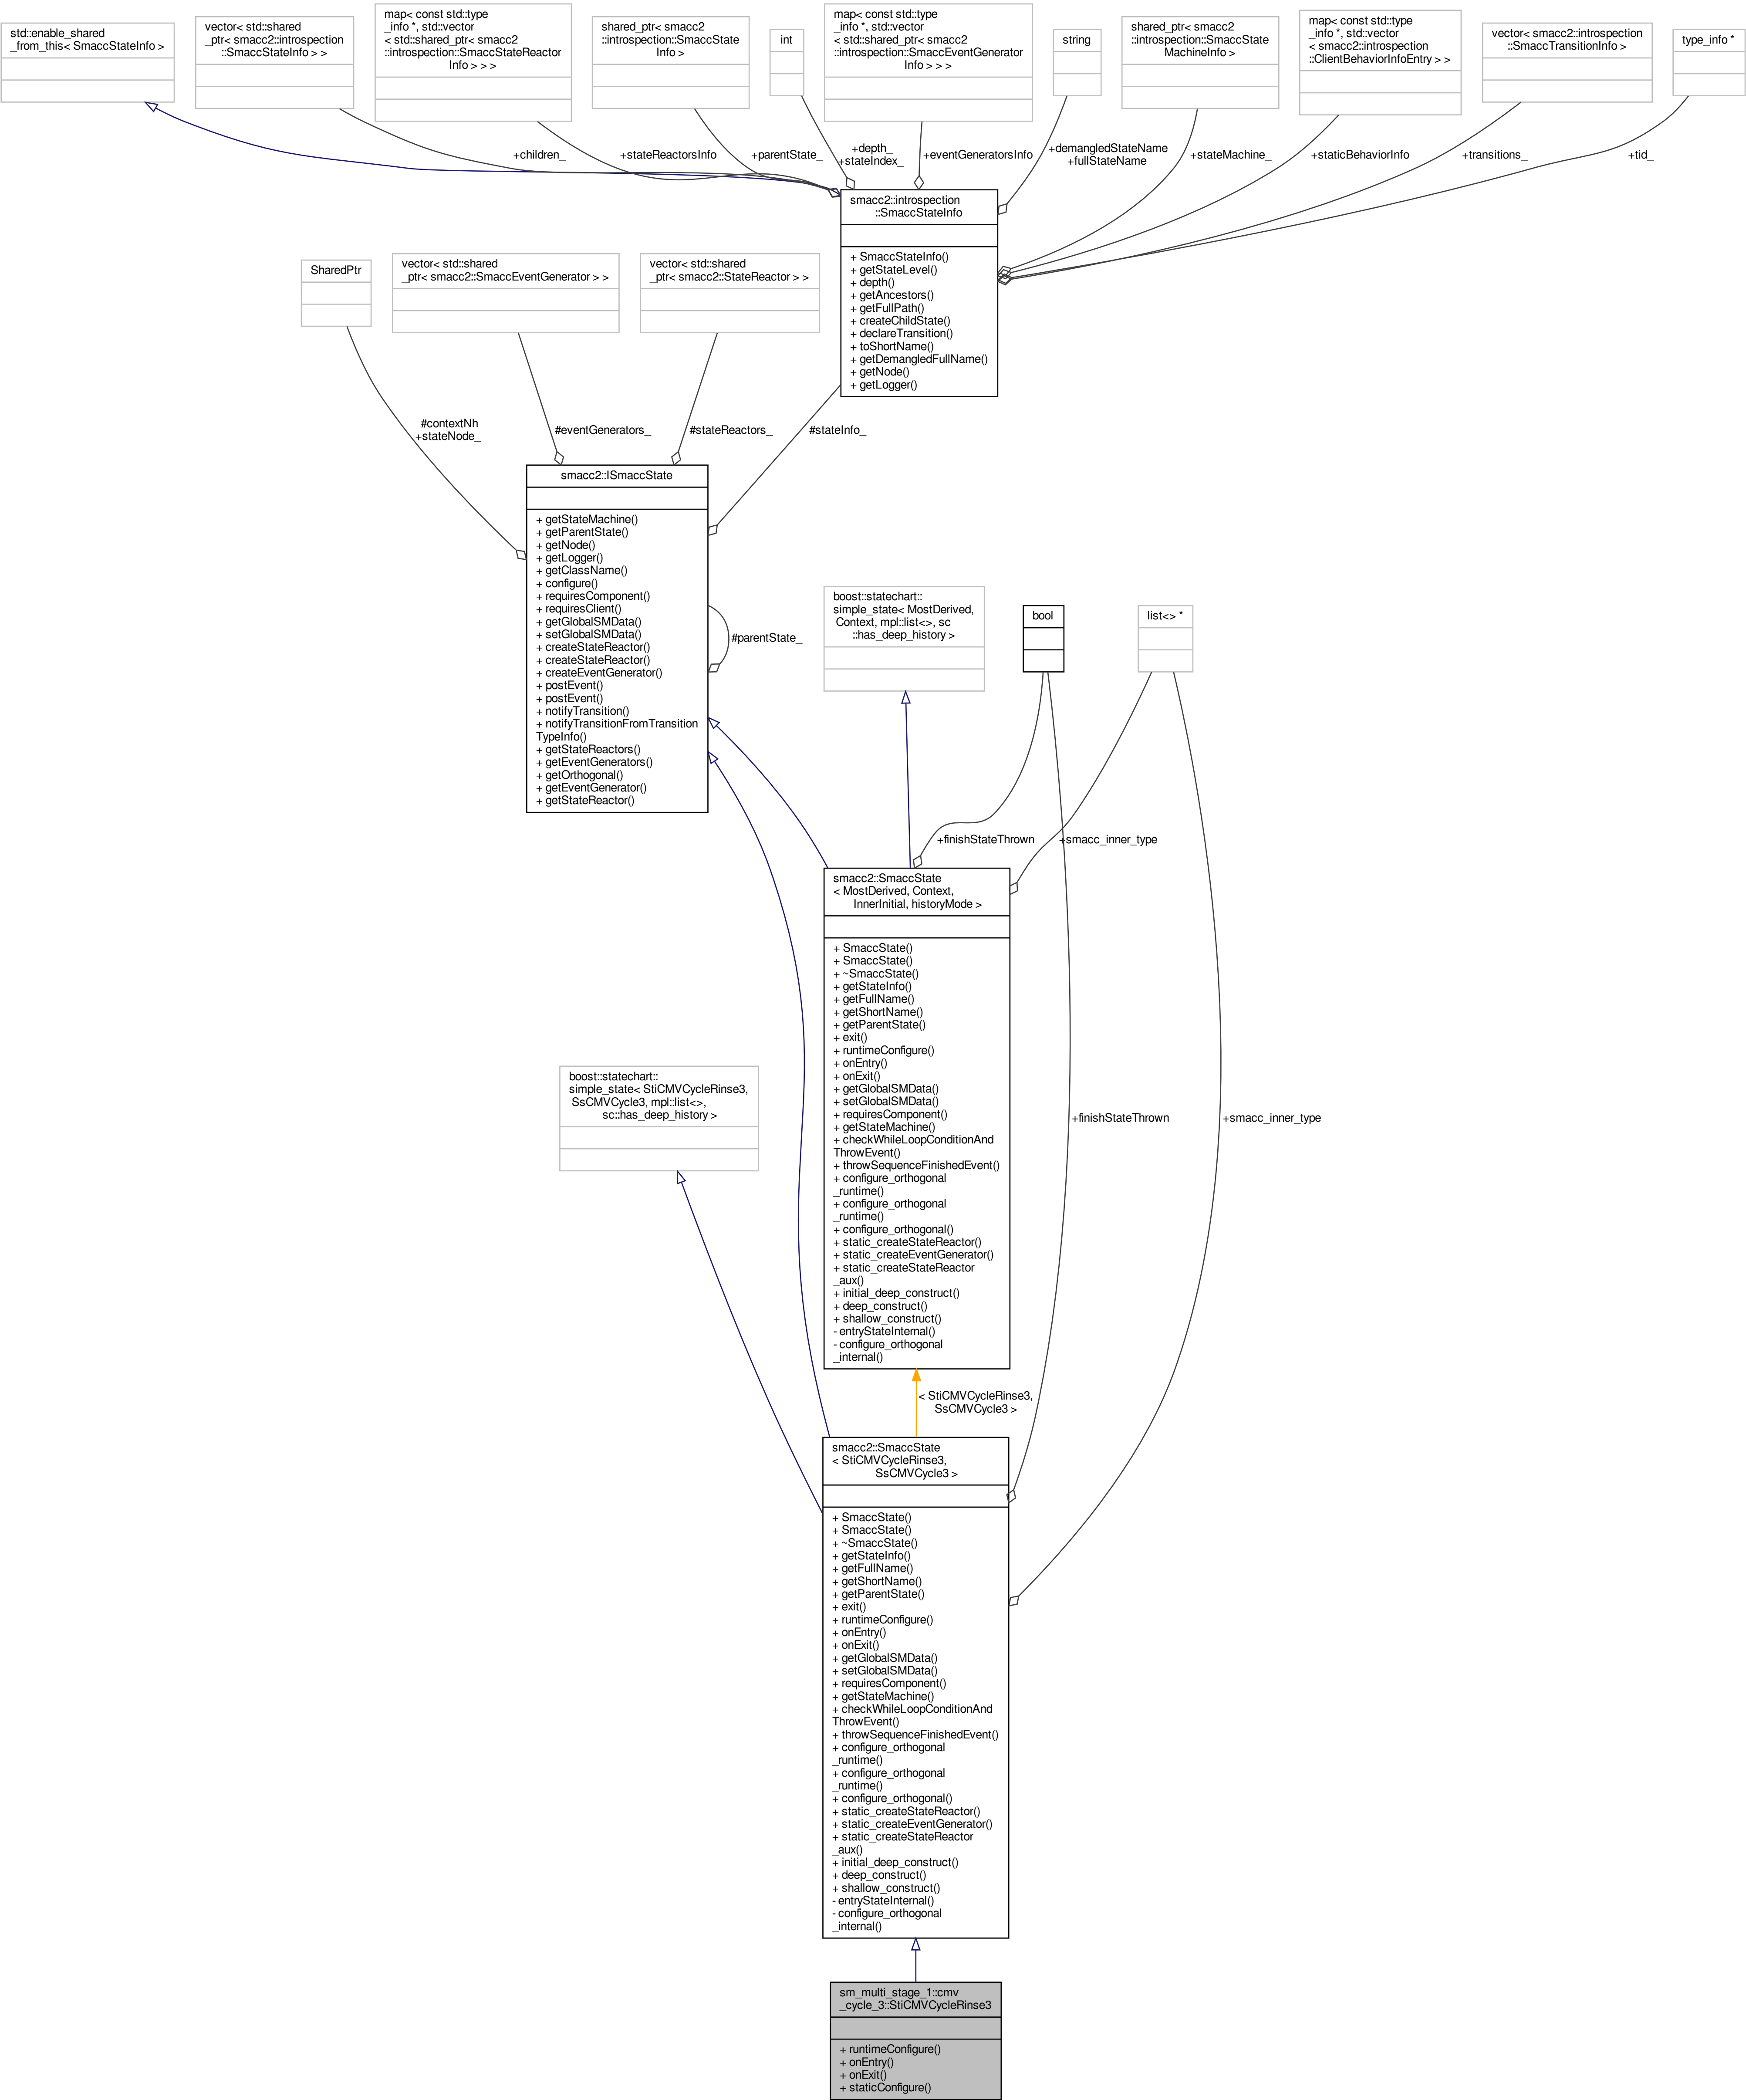 std::enable_shared
_from_this< SmaccStateInfo >
vector< std::shared
_ptr< smacc2::introspection
::SmaccStateInfo > >
map< const std::type
_info *, std::vector
< std::shared_ptr< smacc2
::introspection::SmaccStateReactor
Info > > >
shared_ptr< smacc2
::introspection::SmaccState
Info >
int
map< const std::type
_info *, std::vector
< std::shared_ptr< smacc2
::introspection::SmaccEventGenerator
Info > > >
string
shared_ptr< smacc2
::introspection::SmaccState
MachineInfo >
map< const std::type
_info *, std::vector
< smacc2::introspection
::ClientBehaviorInfoEntry > >
vector< smacc2::introspection
::SmaccTransitionInfo >
type_info *
+children_
+stateReactorsInfo
+parentState_
+depth_
+stateIndex_
+eventGeneratorsInfo
+demangledStateName
+fullStateName
+stateMachine_
+staticBehaviorInfo
+transitions_
+tid_
smacc2::introspection
::SmaccStateInfo
+ SmaccStateInfo()
+ getStateLevel()
+ depth()
+ getAncestors()
+ getFullPath()
+ createChildState()
+ declareTransition()
+ toShortName()
+ getDemangledFullName()
+ getNode()
+ getLogger()
SharedPtr
vector< std::shared
_ptr< smacc2::SmaccEventGenerator > >
vector< std::shared
_ptr< smacc2::StateReactor > >
#contextNh
+stateNode_
#eventGenerators_
#stateReactors_
#stateInfo_
smacc2::ISmaccState
+ getStateMachine()
+ getParentState()
+ getNode()
+ getLogger()
+ getClassName()
+ configure()
+ requiresComponent()
+ requiresClient()
+ getGlobalSMData()
+ setGlobalSMData()
+ createStateReactor()
+ createStateReactor()
+ createEventGenerator()
+ postEvent()
+ postEvent()
+ notifyTransition()
+ notifyTransitionFromTransition
TypeInfo()
+ getStateReactors()
+ getEventGenerators()
+ getOrthogonal()
+ getEventGenerator()
+ getStateReactor()
#parentState_
boost::statechart::
simple_state< MostDerived,
Context, mpl::list<>, sc
::has_deep_history >
bool
list<> *
+finishStateThrown
+smacc_inner_type
smacc2::SmaccState
< MostDerived, Context,
InnerInitial, historyMode >
+ SmaccState()
+ SmaccState()
+ ~SmaccState()
+ getStateInfo()
+ getFullName()
+ getShortName()
+ getParentState()
+ exit()
+ runtimeConfigure()
+ onEntry()
+ onExit()
+ getGlobalSMData()
+ setGlobalSMData()
+ requiresComponent()
+ getStateMachine()
+ checkWhileLoopConditionAnd
ThrowEvent()
+ throwSequenceFinishedEvent()
+ configure_orthogonal
_runtime()
+ configure_orthogonal
_runtime()
+ configure_orthogonal()
+ static_createStateReactor()
+ static_createEventGenerator()
+ static_createStateReactor
_aux()
+ initial_deep_construct()
+ deep_construct()
+ shallow_construct()
- entryStateInternal()
- configure_orthogonal
_internal()
boost::statechart::
simple_state< StiCMVCycleRinse3,
SsCMVCycle3, mpl::list<>,
sc::has_deep_history >
+finishStateThrown
+smacc_inner_type
< StiCMVCycleRinse3,
SsCMVCycle3 >
smacc2::SmaccState
< StiCMVCycleRinse3,
SsCMVCycle3 >
+ SmaccState()
+ SmaccState()
+ ~SmaccState()
+ getStateInfo()
+ getFullName()
+ getShortName()
+ getParentState()
+ exit()
+ runtimeConfigure()
+ onEntry()
+ onExit()
+ getGlobalSMData()
+ setGlobalSMData()
+ requiresComponent()
+ getStateMachine()
+ checkWhileLoopConditionAnd
ThrowEvent()
+ throwSequenceFinishedEvent()
+ configure_orthogonal
_runtime()
+ configure_orthogonal
_runtime()
+ configure_orthogonal()
+ static_createStateReactor()
+ static_createEventGenerator()
+ static_createStateReactor
_aux()
+ initial_deep_construct()
+ deep_construct()
+ shallow_construct()
- entryStateInternal()
- configure_orthogonal
_internal()
sm_multi_stage_1::cmv
_cycle_3::StiCMVCycleRinse3
+ runtimeConfigure()
+ onEntry()
+ onExit()
+ staticConfigure()